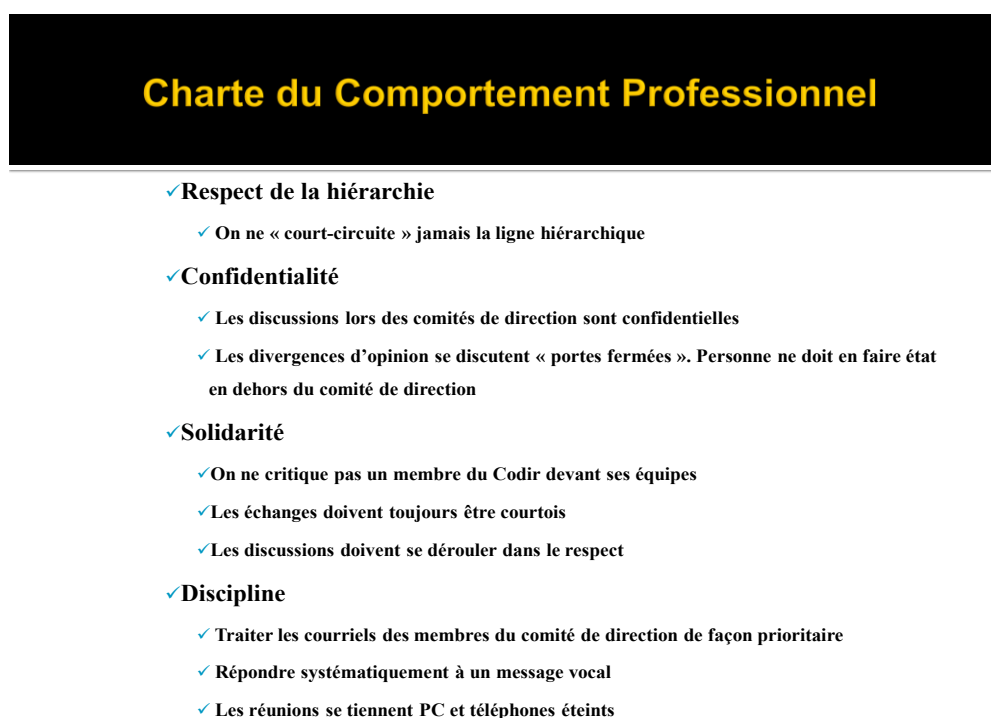 Charte du Comportement Professionnel
✓Respect de la hiérarchie
✓ On ne « court-circuite » jamais la ligne hiérarchique
✓Confidentialité
✓ Les discussions lors des comités de direction sont confidentielles
✓ Les divergences d’opinion se discutent « portes fermées ». Personne ne doit en faire état
en dehors du comité de direction
✓Solidarité
✓On ne critique pas un membre du Codir devant ses équipes
✓Les échanges doivent toujours être courtois
✓Les discussions doivent se dérouler dans le respect
✓Discipline
✓ Traiter les courriels des membres du comité de direction de façon prioritaire
✓ Répondre systématiquement à un message vocal
✓ Les réunions se tiennent PC et téléphones éteints